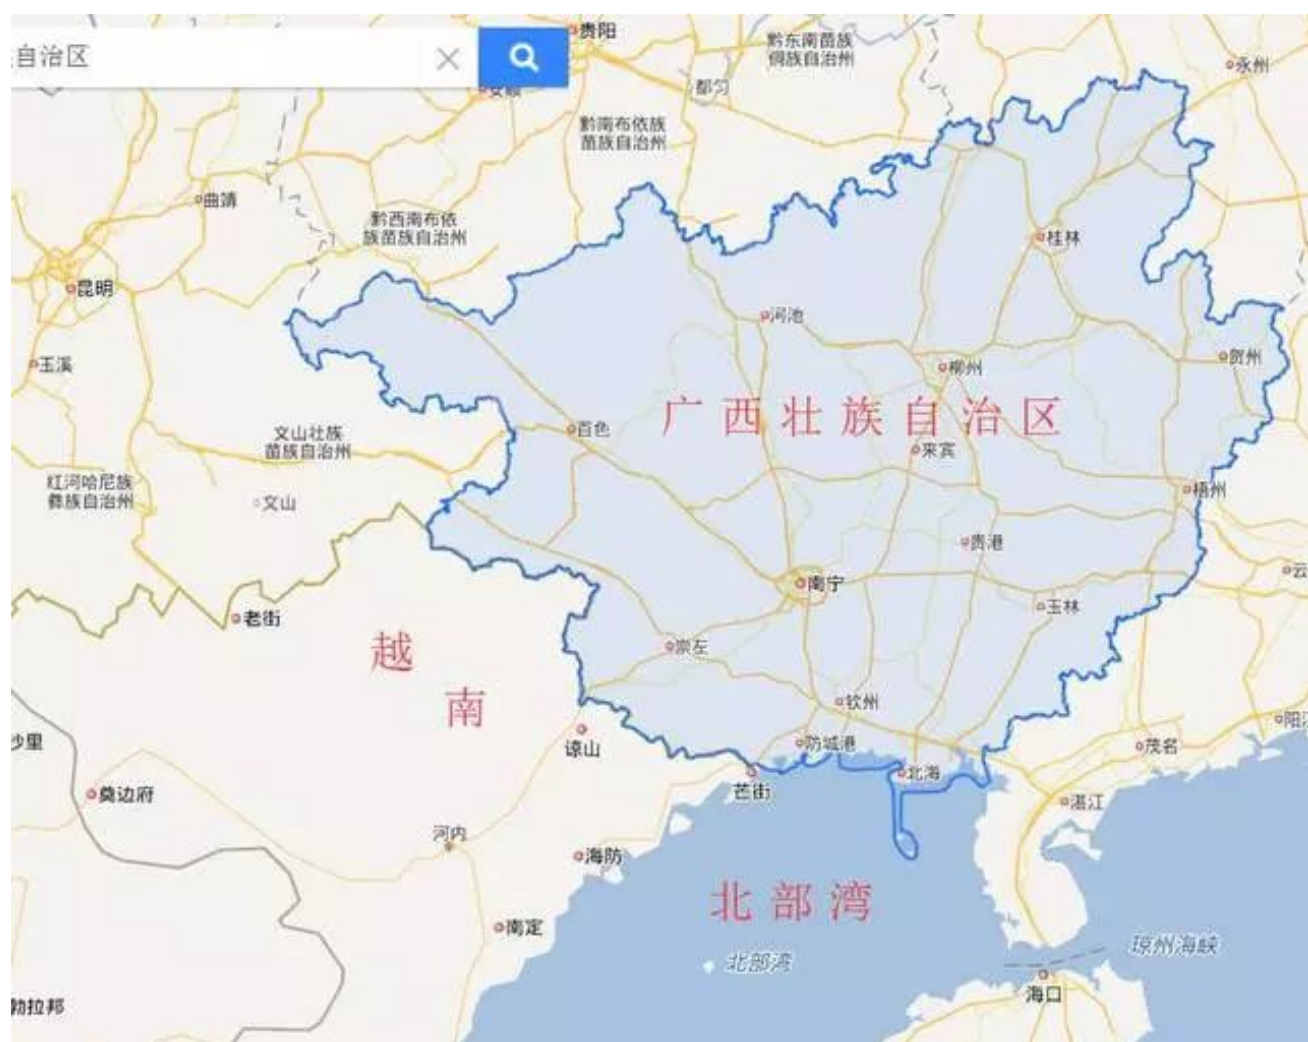 自治区
贵阳
黔东南苗族
侗族自治州
永州
都匀
安顺
黔南布依族
苗族自治州
曲靖
黔西南布依
族苗族自治州
桂林
昆明
河池
玉溪
贺州
柳州
广西壮族自治区
百色
文山壮族
苗族自治州
来宾
红河哈尼族
彝族自治州
文山
梧州
贵港
云
南宁
玉林
老街
越
南
崇左
钦州
阳江
沙里
谅山
防城港
茂名
北海
芒街
奠边府
湛江
河内
海防
北部湾
南定
琼州海峡
北部湾
海口
勃拉邦